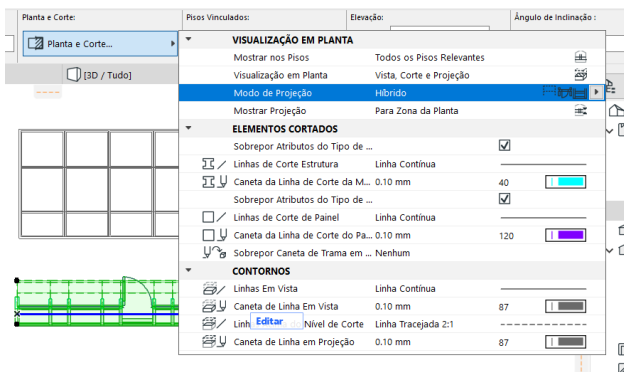 Planta e Corte: Pisos Vinculados: Elevação: Ângulo de Inclinação :
Planta e Corte...
[3D / Tudo]
VISUALIZAÇÃO EM PLANTA
Mostrar nos Pisos Todos os Pisos Relevantes
Visualização em Planta Vista, Corte e Projeção
Modo de Projeção Híbrido
Mostrar Projeção Para Zona da Planta
ELEMENTOS CORTADOS
Sobrepor Atributos do Tipo de ...
Linhas de Corte Estrutura Linha Contínua
Caneta da Linha de Corte da M... 0.10 mm 40
Sobrepor Atributos do Tipo de ...
Linhas de Corte de Painel Linha Contínua
Caneta da Linha de Corte do Pa... 0.10 mm 120
Sobrepor Caneta de Trama em ... Nenhum
CONTORNOS
Linhas Em Vista Linha Contínua
Caneta de Linha Em Vista 0.10 mm 87
Editar Nível de Corte Linha Tracejada 2:1
Caneta de Linha em Projeção 0.10 mm 87